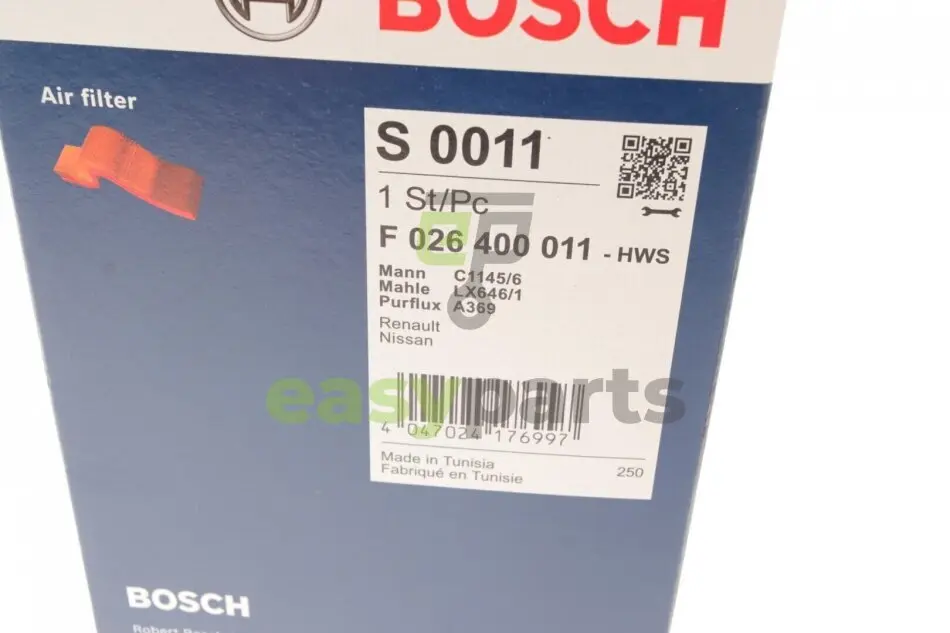 BOSCH
Air filter
S 0011
1 St/Pc
F 026 400 011 - HWS
Mann C1145/6
Mahle LX646/1
Purflux A369
Renault
Nissan
easyparts
4 047024 176997
Made in Tunisia 250
Fabriqué en Tunisie
BOSCH
Robert